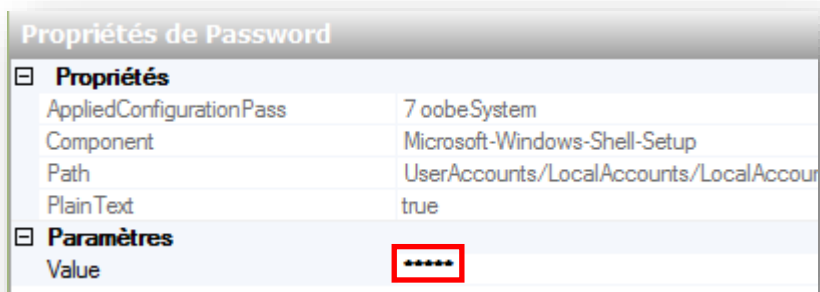 Propriétés de Password
Propriétés
AppliedConfigurationPass 7 oobeSystem
Component Microsoft-Windows-Shell-Setup
Path UserAccounts/LocalAccounts/LocalAccour
PlainText true
Paramètres
Value *****